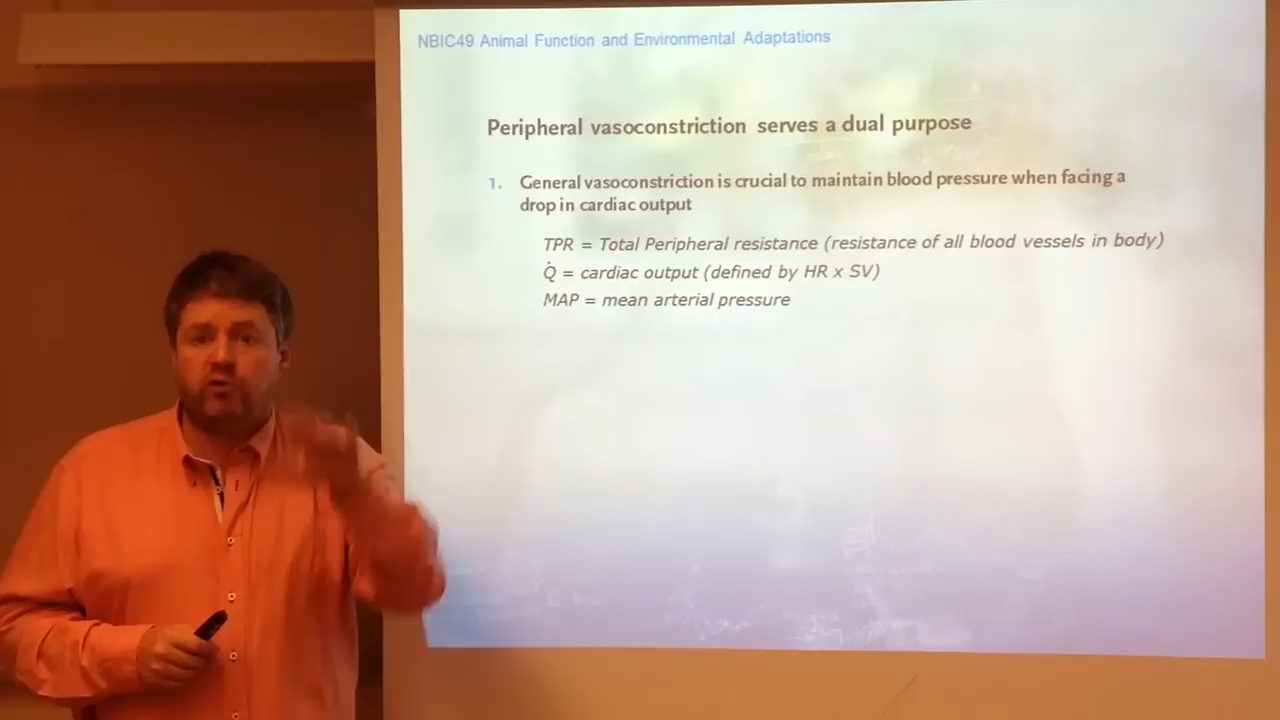 NBIC49 Animal Function and Environmental Adaptations
Peripheral vasoconstriction serves a dual purpose
1. General vasoconstriction is crucial to maintain blood pressure when facing a
drop in cardiac output
TPR = Total Peripheral resistance (resistance of all blood vessels in body)
Q̇ = cardiac output (defined by HR x SV)
MAP = mean arterial pressure